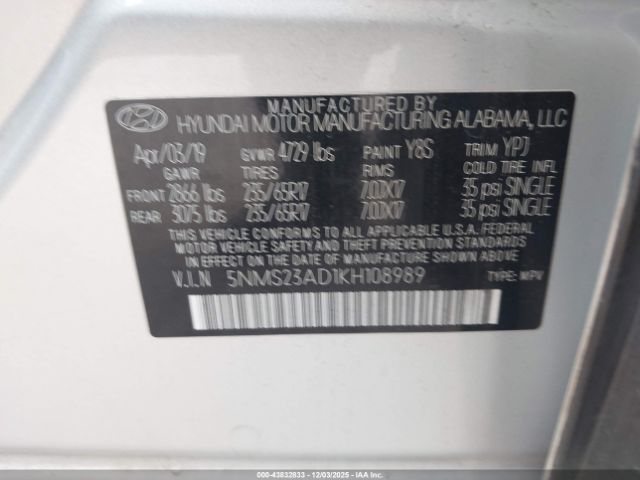 MANUFACTURED BY
HYUNDAI MOTOR MANUFACTURING ALABAMA, LLC
Apr/03/19 GVWR 4729 lbs PAINT Y8S TRIM YPJ
GAWR TIRES RIMS COLD TIRE INFL
FRONT 2866 lbs 235/65R17 7.0JX17 35 psi SINGLE
REAR 3075 lbs 235/65R17 7.0JX17 35 psi SINGLE
THIS VEHICLE CONFORMS TO ALL APPLICABLE U.S.A. FEDERAL
MOTOR VEHICLE SAFETY AND THEFT PREVENTION STANDARDS
IN EFFECT ON THE DATE OF MANUFACTURE SHOWN ABOVE.
V.I.N 5NMS23AD1KH108989 TYPE: MPV
000-43832833 - 12/03/2025 - IAAI.COM